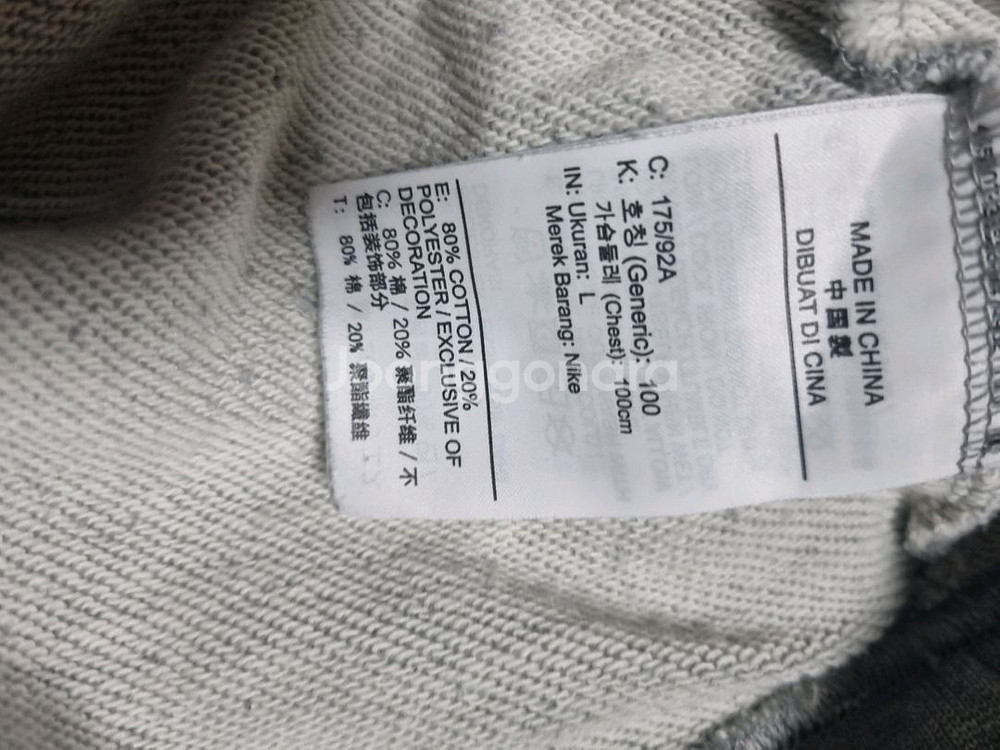 MADE IN CHINA
中國製
DIBUAT DI CINA
C: 175/92A
K: 호칭 (Generic): 100
가슴둘레 (Chest): 100cm
IN: Ukuran: L
Merek Barang: Nike
E: 80% COTTON / 20%
POLYESTER / EXCLUSIVE OF
DECORATION
C: 80% 棉 / 20% 聚酯纤维 / 不
包括装饰部分
T: 80% 棉 / 20% 聚酯纖維